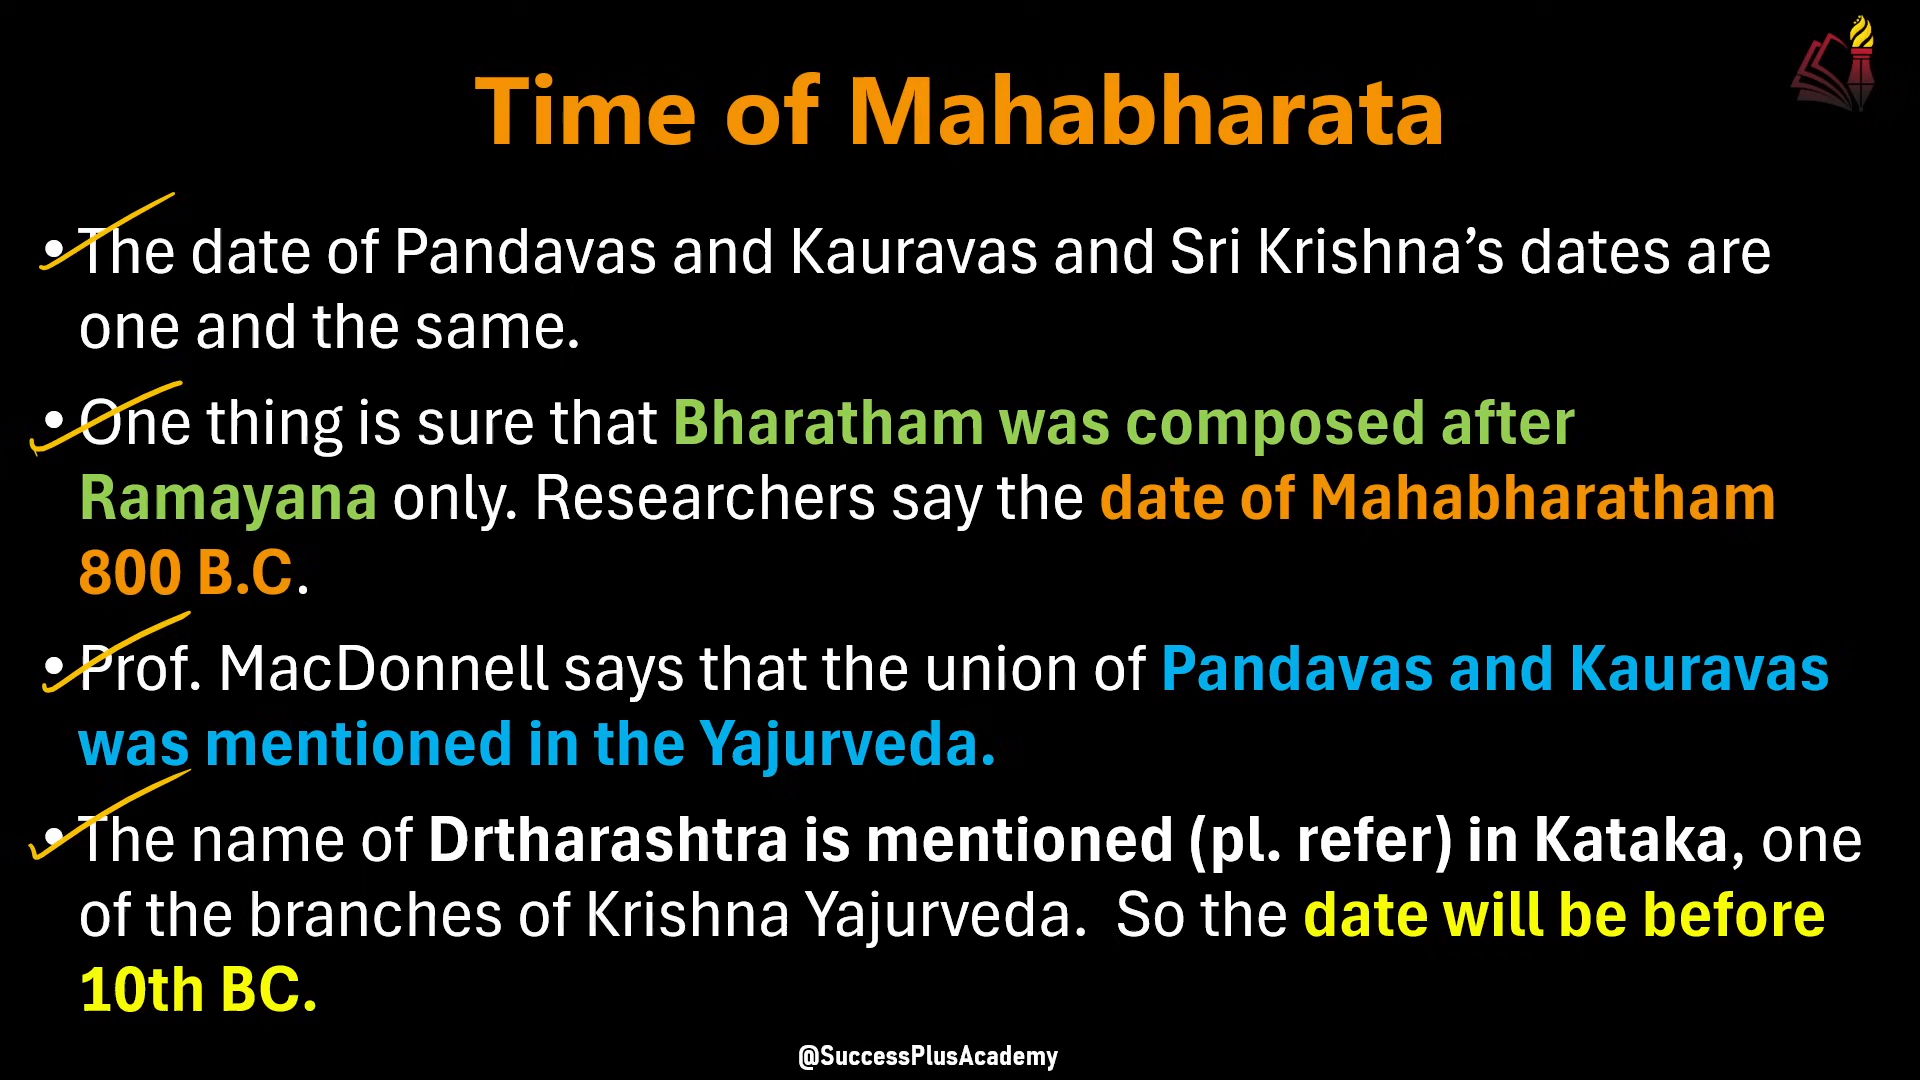 Time of Mahabharata
• The date of Pandavas and Kauravas and Sri Krishna’s dates are
one and the same.
• One thing is sure that Bharatham was composed after
Ramayana only. Researchers say the date of Mahabharatham
800 B.C.
• Prof. MacDonnell says that the union of Pandavas and Kauravas
was mentioned in the Yajurveda.
• The name of Drtharashtra is mentioned (pl. refer) in Kataka, one
of the branches of Krishna Yajurveda.  So the date will be before
10th BC.
@SuccessPlusAcademy